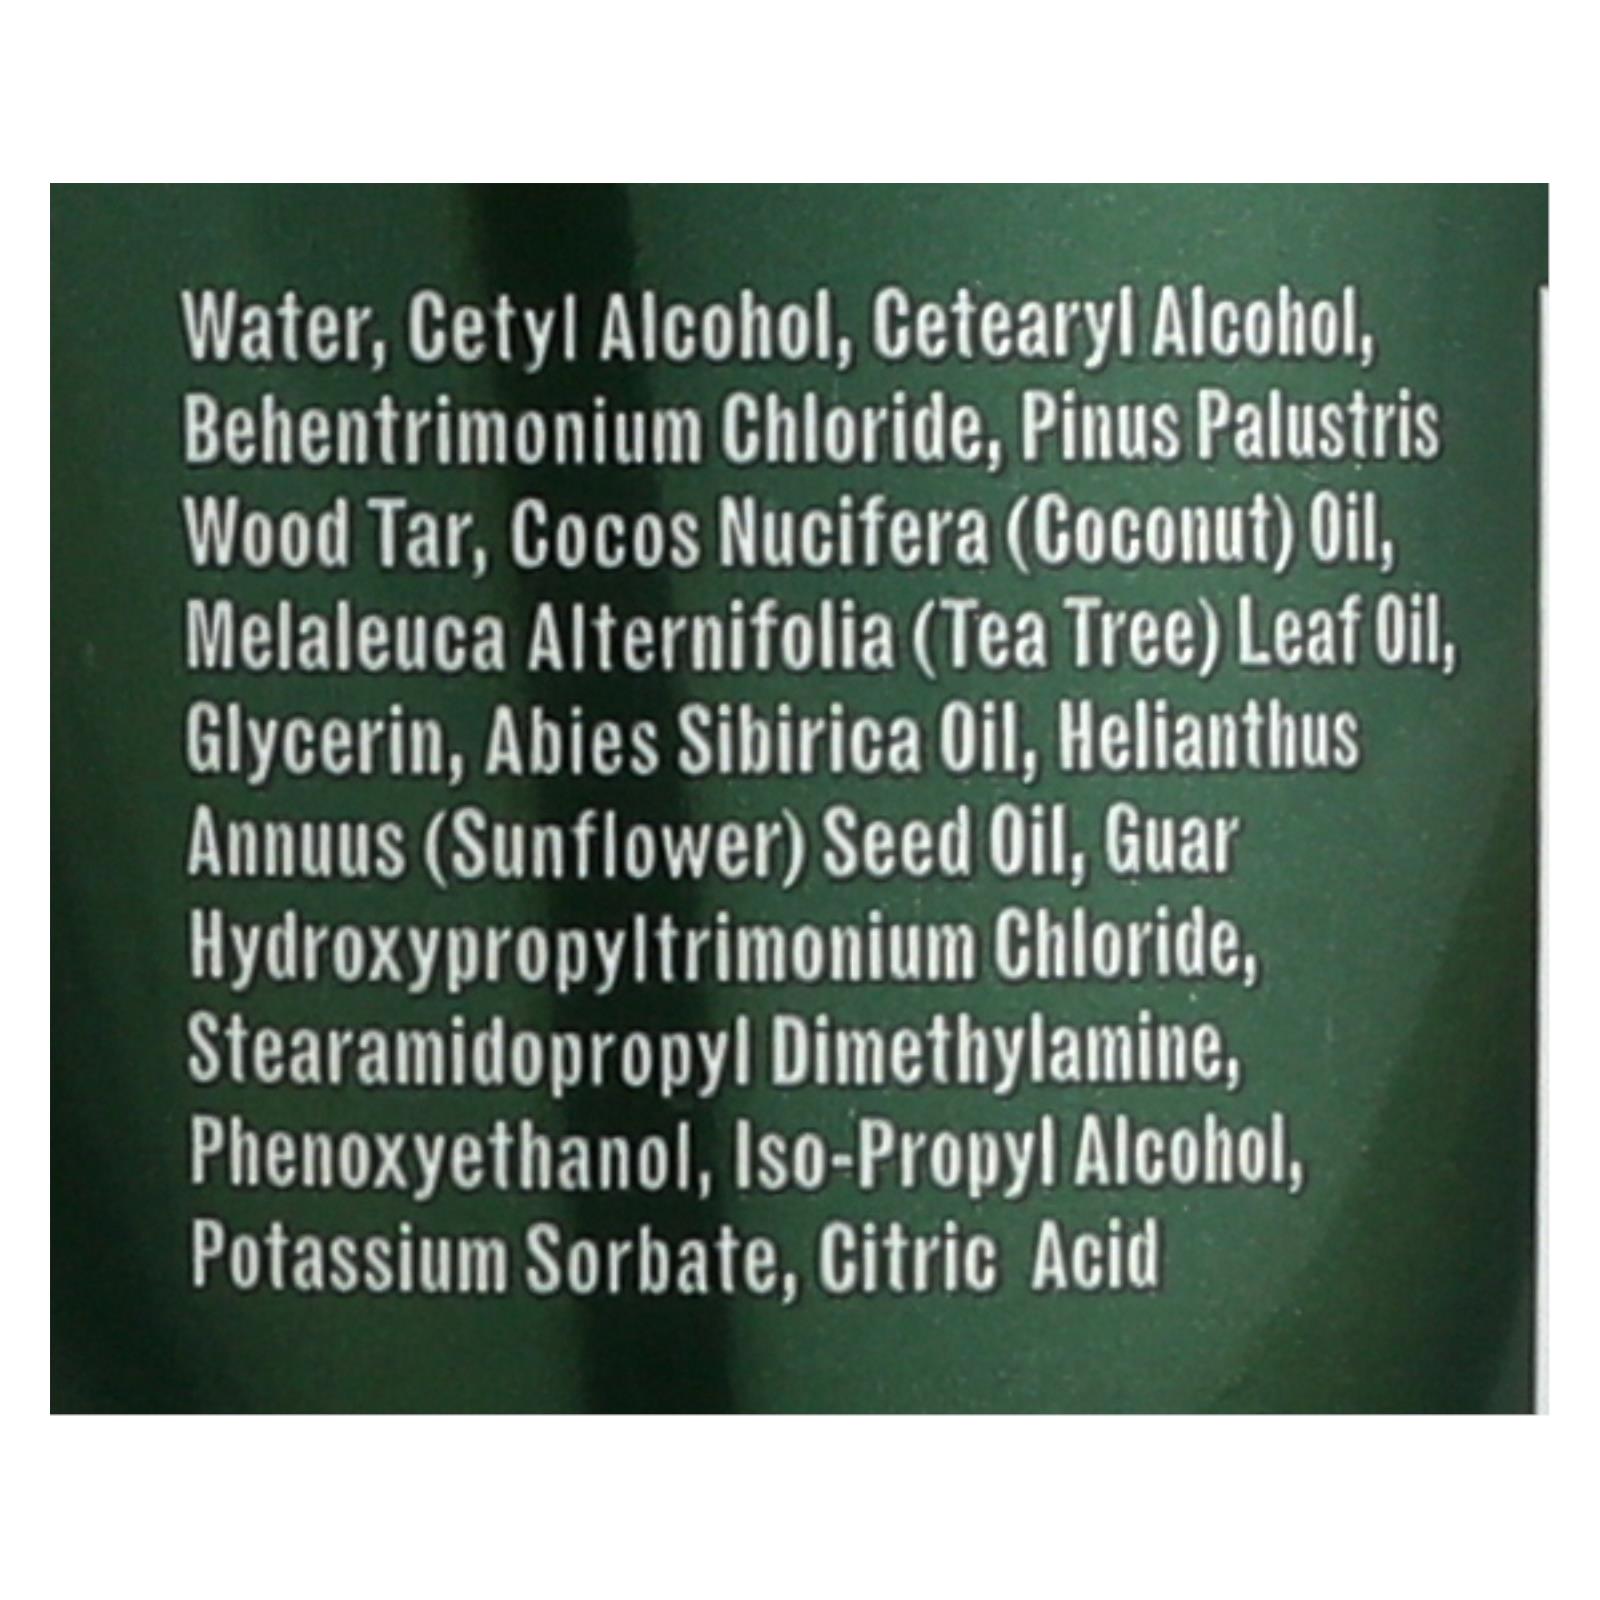 Water, Cetyl Alcohol, Cetearyl Alcohol,
Behentrimonium Chloride, Pinus Palustris
Wood Tar, Cocos Nucifera (Coconut) Oil,
Melaleuca Alternifolia (Tea Tree) Leaf Oil,
Glycerin, Abies Sibirica Oil, Helianthus
Annuus (Sunflower) Seed Oil, Guar
Hydroxypropyltrimonium Chloride,
Stearamidopropyl Dimethylamine,
Phenoxyethanol, Iso-Propyl Alcohol,
Potassium Sorbate, Citric Acid